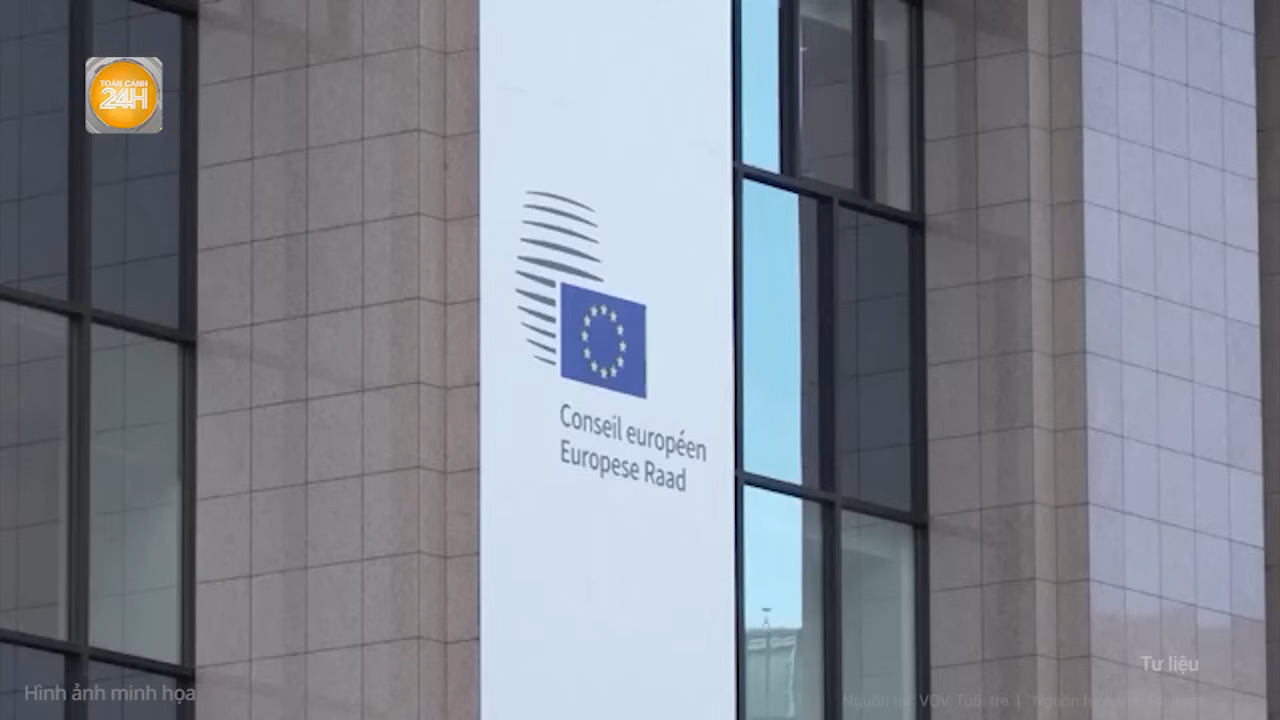 TOÀN CẢNH
24H
Conseil européen
Europese Raad
Tư liệu
Hình ảnh minh họa
Nguồn tin: VOV, Tuổi trẻ |